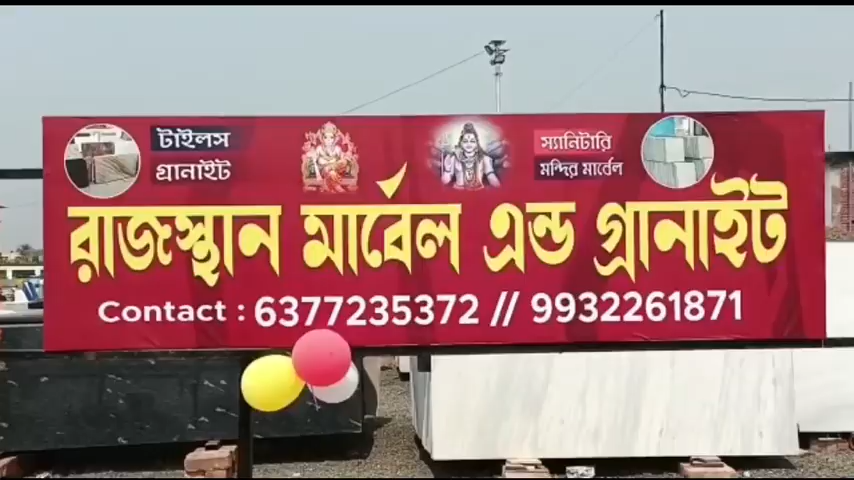 টাইলস
গ্রানাইট
স্যানিটারি
মন্দির মার্বেল
রাজস্থান মার্বেল এন্ড গ্রানাইট
Contact : 6377235372 // 9932261871